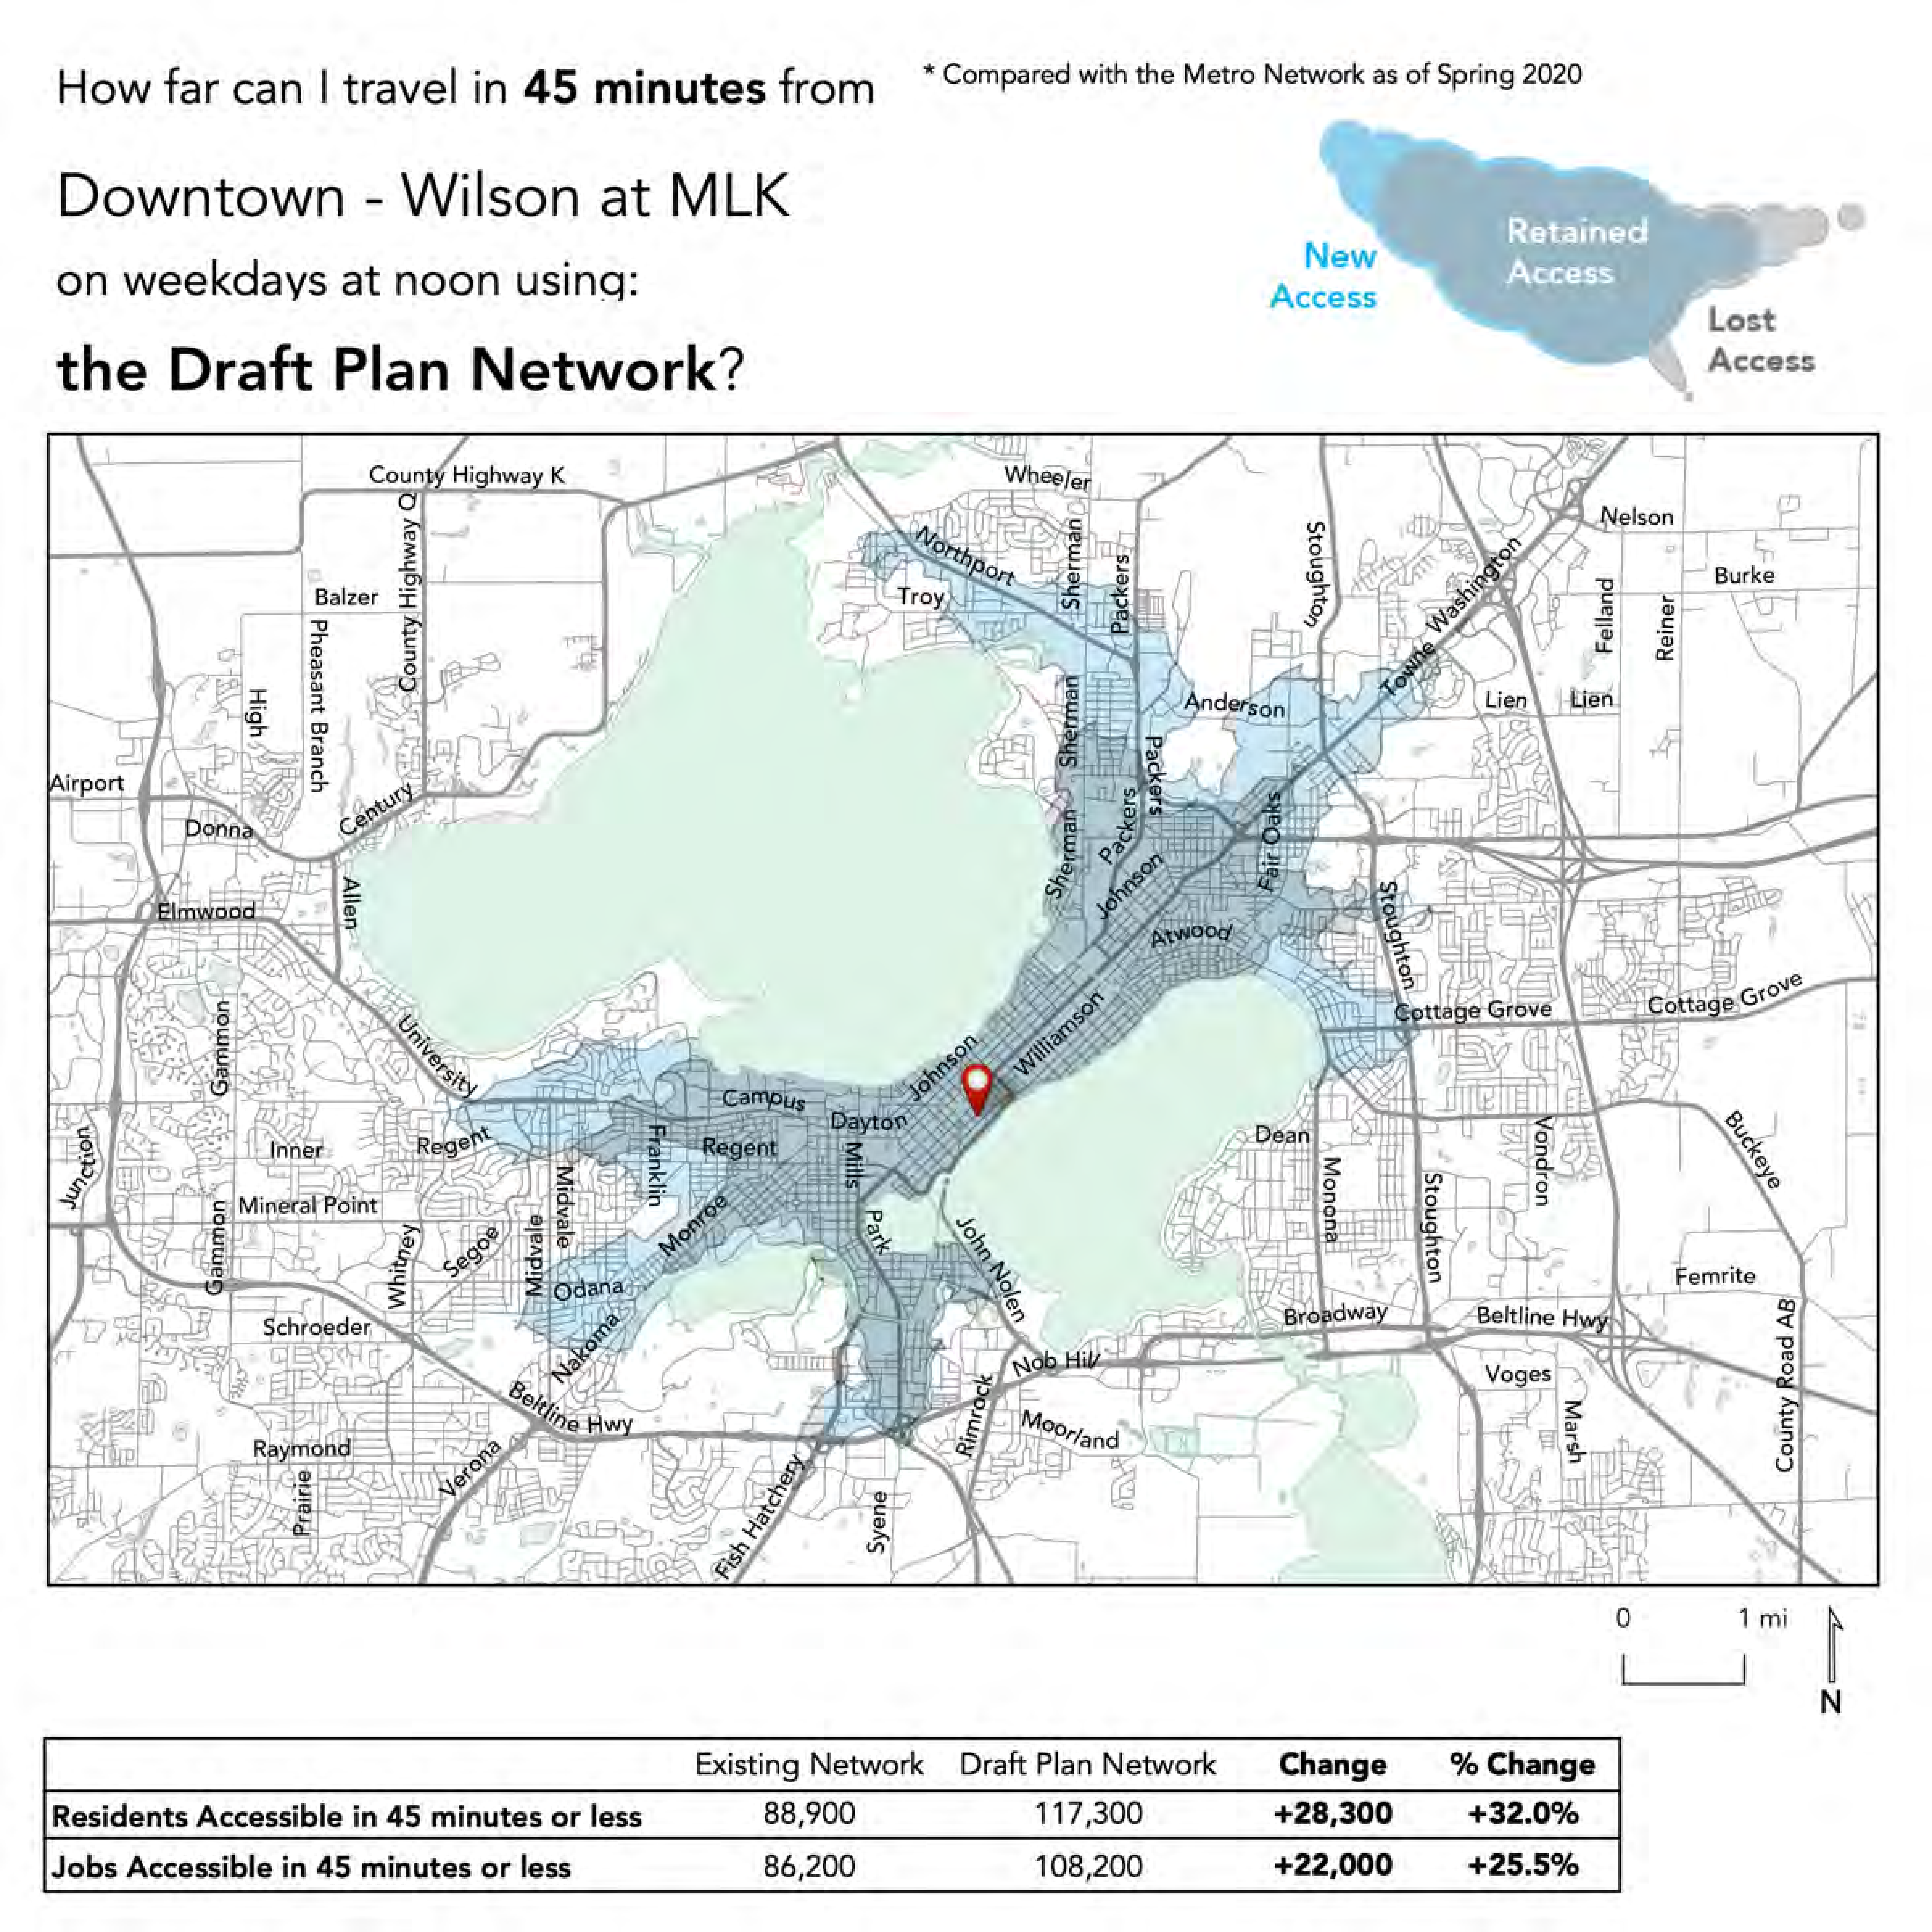 How far can I travel in 45 minutes from
* Compared with the Metro Network as of Spring 2020
Downtown - Wilson at MLK
on weekdays at noon using:
the Draft Plan Network?
New
Access
Retained
Access
Lost
Access
County Highway K
Wheeler
County Highway Q
Nelson
Northport
Sherman
Packers
Stoughton
Washington
Burke
Balzer
Troy
Felland
Reiner
Pheasant Branch
High
Towne
Anderson
Lien
Lien
Sherman
Packers
Airport
Century
Donna
Packers
Fair Oaks
Sherman
Johnson
Allen
Elmwood
Stoughton
Atwood
Gammon
University
Williamson
Cottage Grove
Cottage Grove
Johnson
Campus
Dayton
Junction
Inner
Regent
Franklin
Regent
Mills
Dean
Vondron
Buckeye
Midvale
Mineral Point
Monona
Stoughton
Gammon
Whitney
Segoe
Midvale
Monroe
Park
John Nolen
Odana
Femrite
Schroeder
Nakoma
Broadway
Beltline Hwy
County Road AB
Nob Hill
Voges
Beltline Hwy
Rimrock
Moorland
Marsh
Raymond
Verona
Prairie
Fish Hatchery
Syene
0 1 mi
N
Existing Network Draft Plan Network Change % Change
Residents Accessible in 45 minutes or less 88,900 117,300 +28,300 +32.0%
Jobs Accessible in 45 minutes or less 86,200 108,200 +22,000 +25.5%